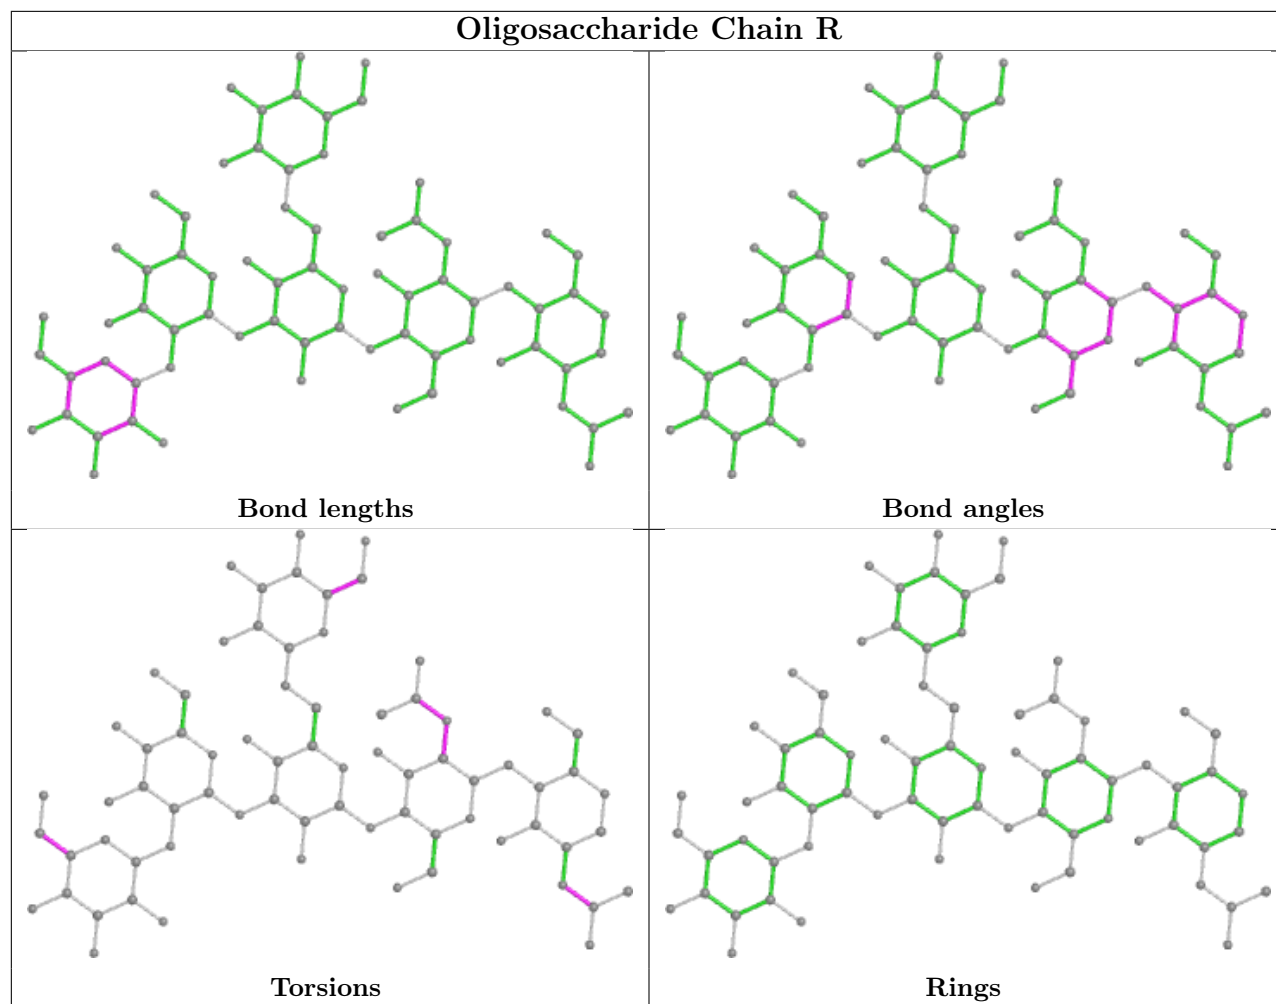 Oligosaccharide Chain R
Bond lengths
Bond angles
Torsions
Rings